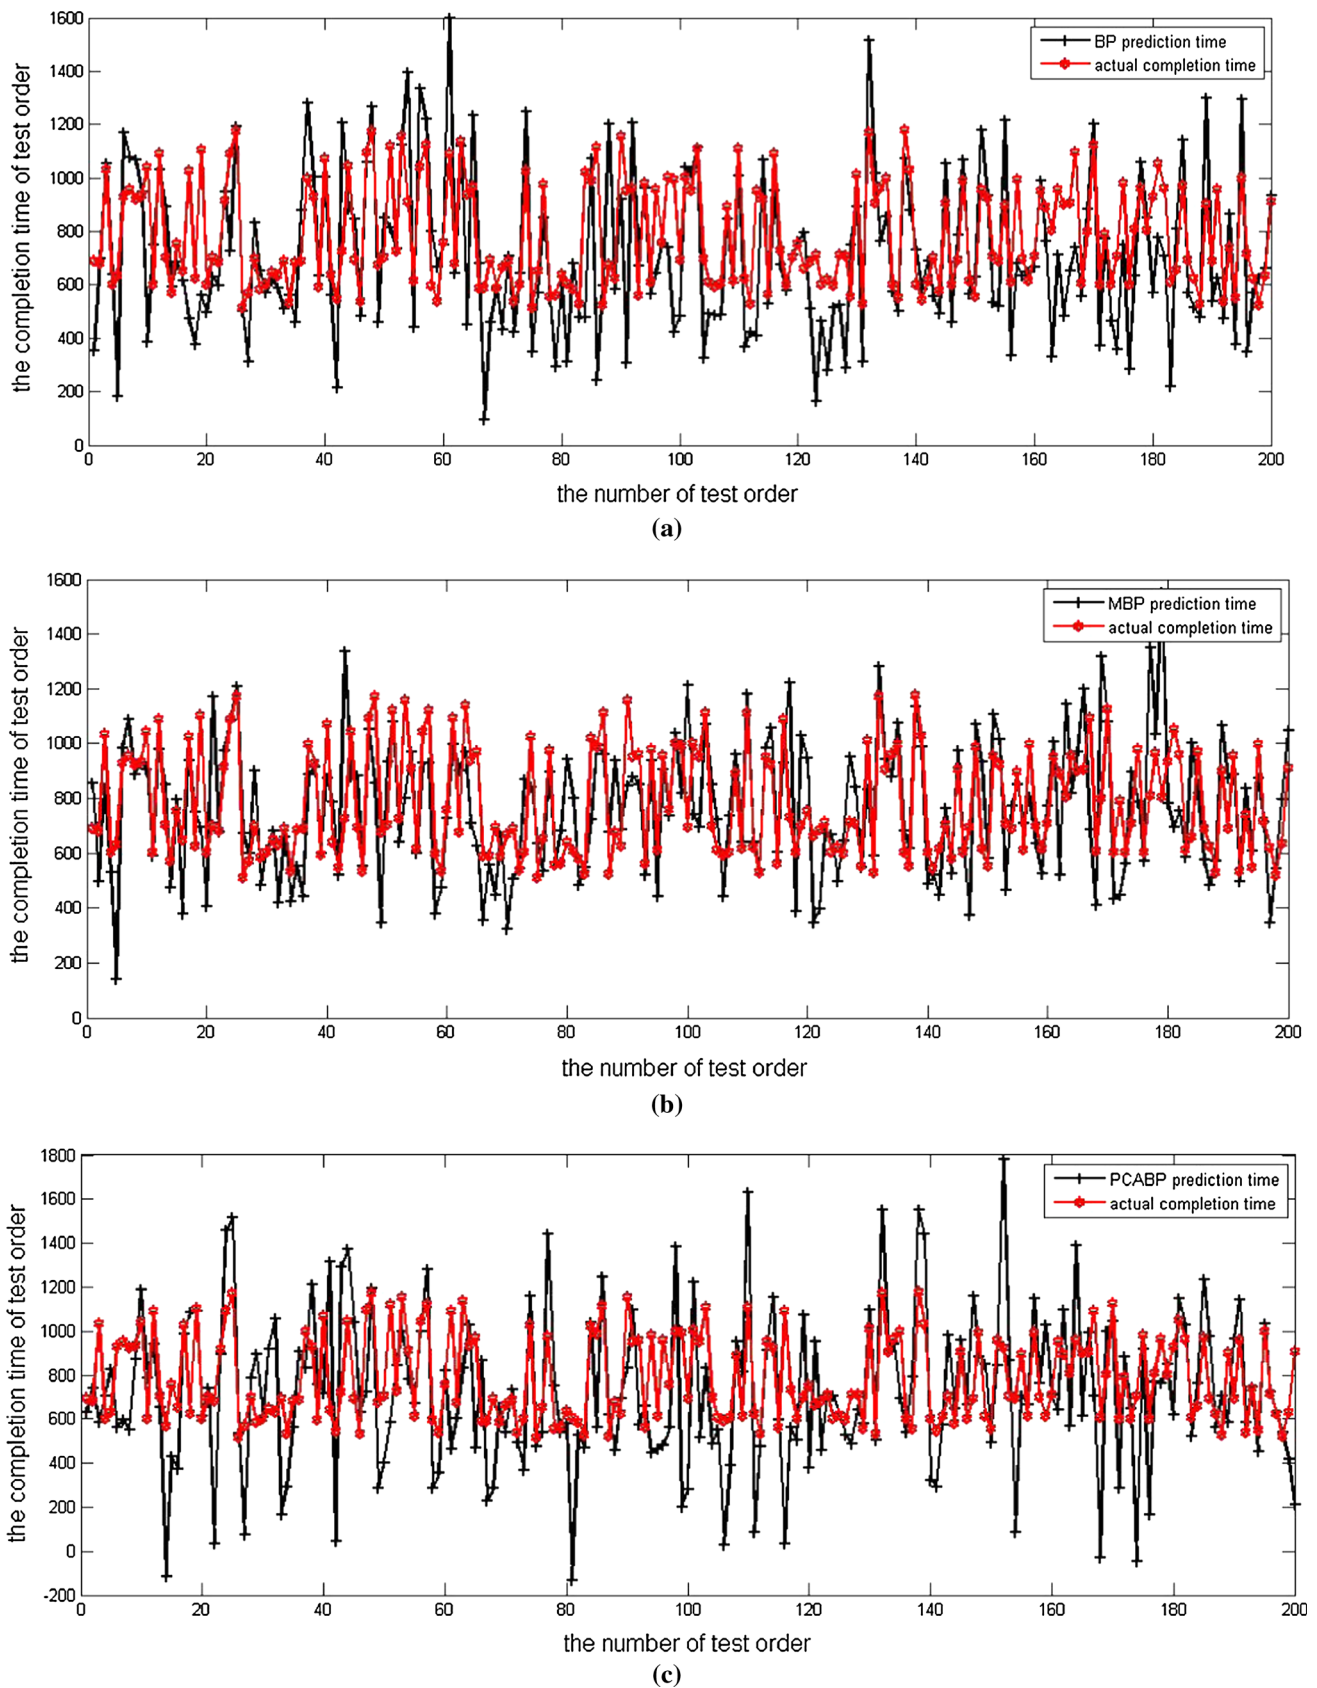 the completion time of test order
1600
1400
1200
1000
800
600
400
200
0
BP prediction time
actual completion time
0 20 40 60 80 100 120 140 160 180 200
the number of test order
(a)
the completion time of test order
1600
1400
1200
1000
800
600
400
200
0
MBP prediction time
actual completion time
0 20 40 60 80 100 120 140 160 180 200
the number of test order
(b)
the completion time of test order
1800
1600
1400
1200
1000
800
600
400
200
0
-200
PCABP prediction time
actual completion time
0 20 40 60 80 100 120 140 160 180 200
the number of test order
(c)